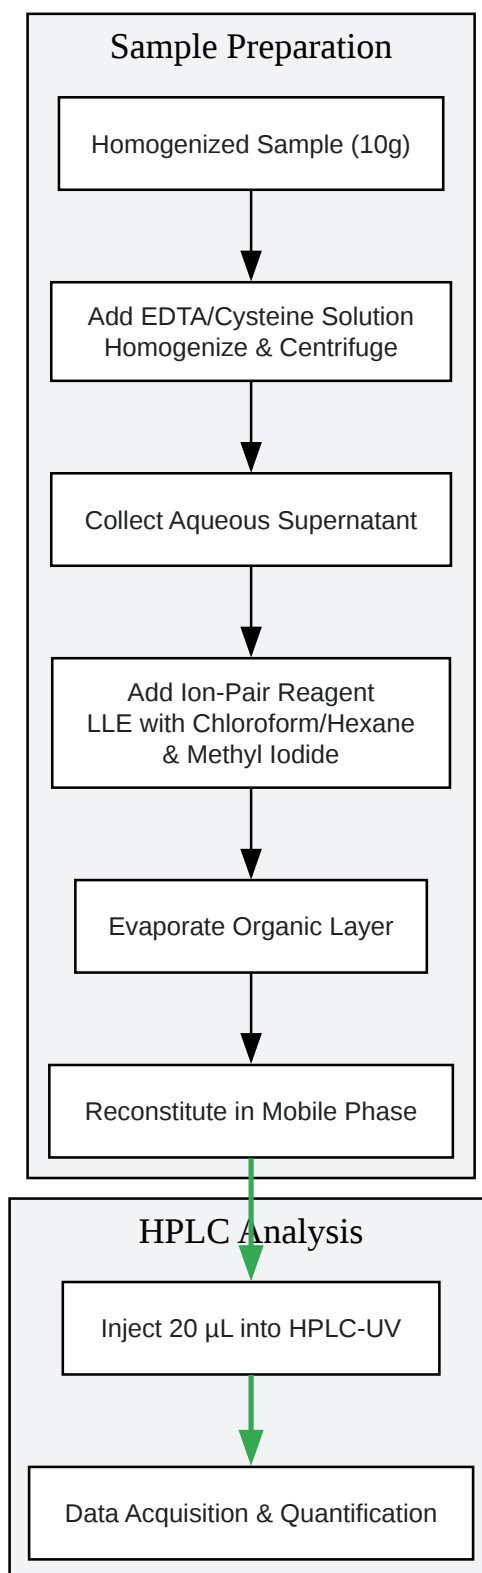 Sample Preparation
Homogenized Sample (10g)
Add EDTA/Cysteine Solution
Homogenize & Centrifuge
Collect Aqueous Supernatant
Add Ion-Pair Reagent
LLE with Chloroform/Hexane
& Methyl Iodide
Evaporate Organic Layer
Reconstitute in Mobile Phase
HPLC Analysis
Inject 20 µL into HPLC-UV
Data Acquisition & Quantification